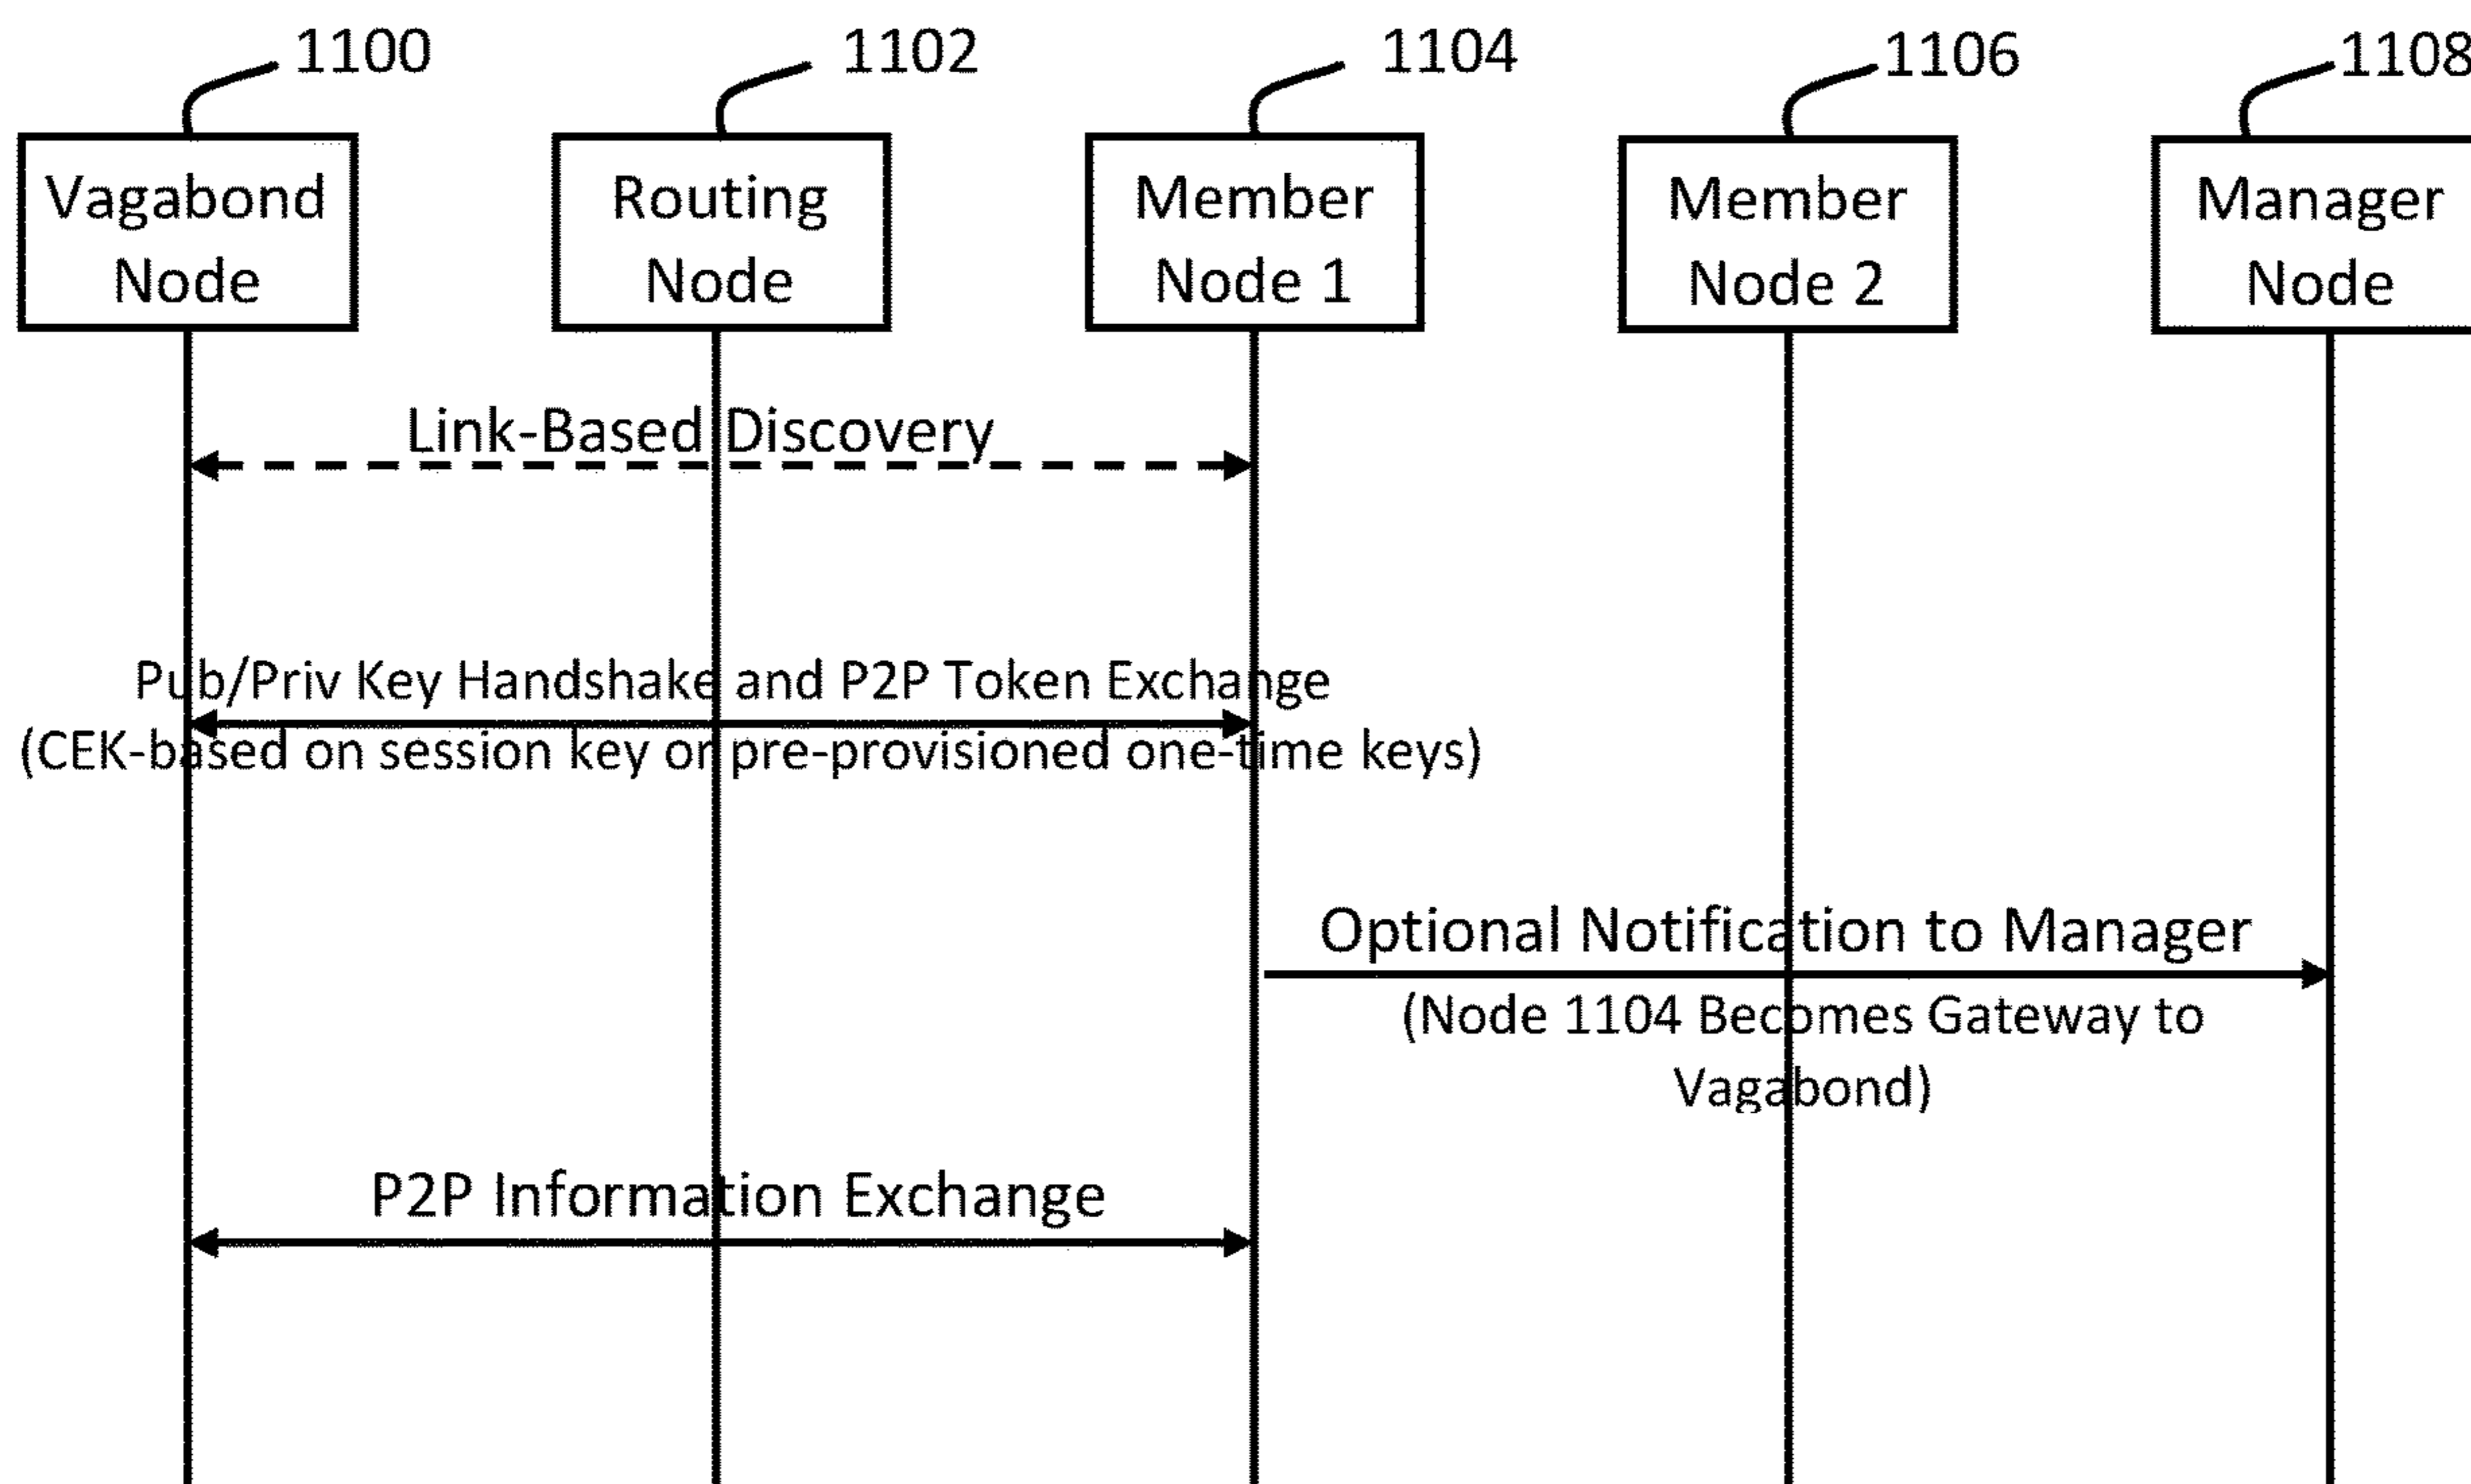 1100
1102
1104
1106
1108
Vagabond
Node
Routing
Node
Member
Node 1
Member
Node 2
Manager
Node
Link-Based Discovery
Pub/Priv Key Handshake and P2P Token Exchange
(CEK-based on session key or pre-provisioned one-time keys)
Optional Notification to Manager
(Node 1104 Becomes Gateway to
Vagabond)
P2P Information Exchange